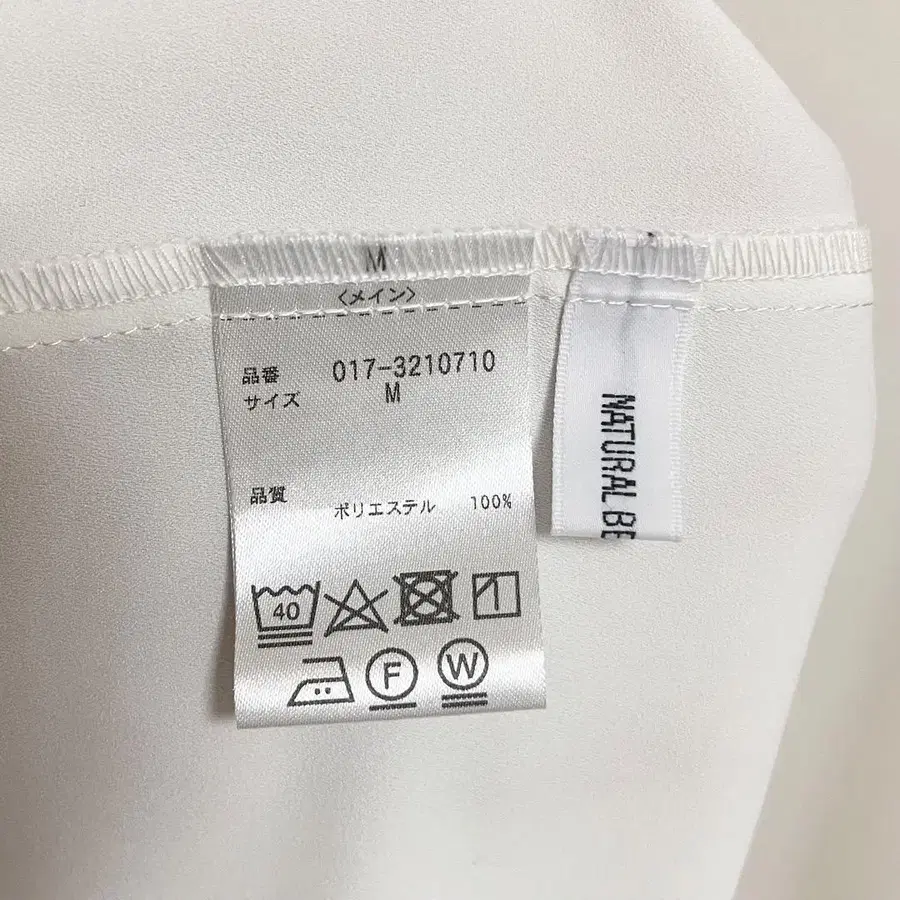 M
〈メイン〉
品番 017-3210710
サイズ M
品質 ポリエステル 100%
40
F W
NATURAL BE